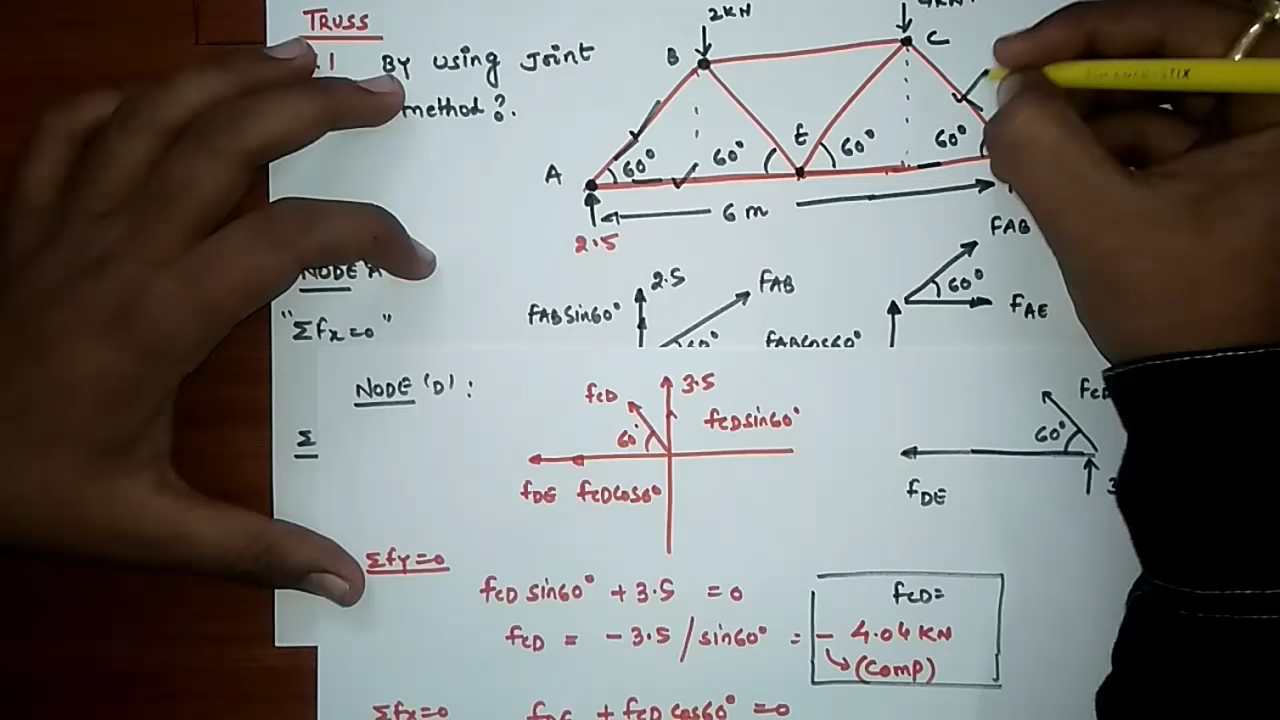 TRUSS
.1 By using Joint
method?.
2KN
B
C
A
60°
60°
E
60°
60°
6 m
2.5
FAB
60°
FAE
"Σfx=0"
FABsin60°
2.5
FAB
NODE 'D' :
Σ
fCD
3.5
fCDsin60°
60°
fDE fCDCos60°
60°
fDE
Σfy=0
fCD sin60° + 3.5 = 0
fCD = - 3.5 / sin60° =
fCD=
- 4.04 KN
(Comp)
Σfx=0
+ fCD cos60° = 0